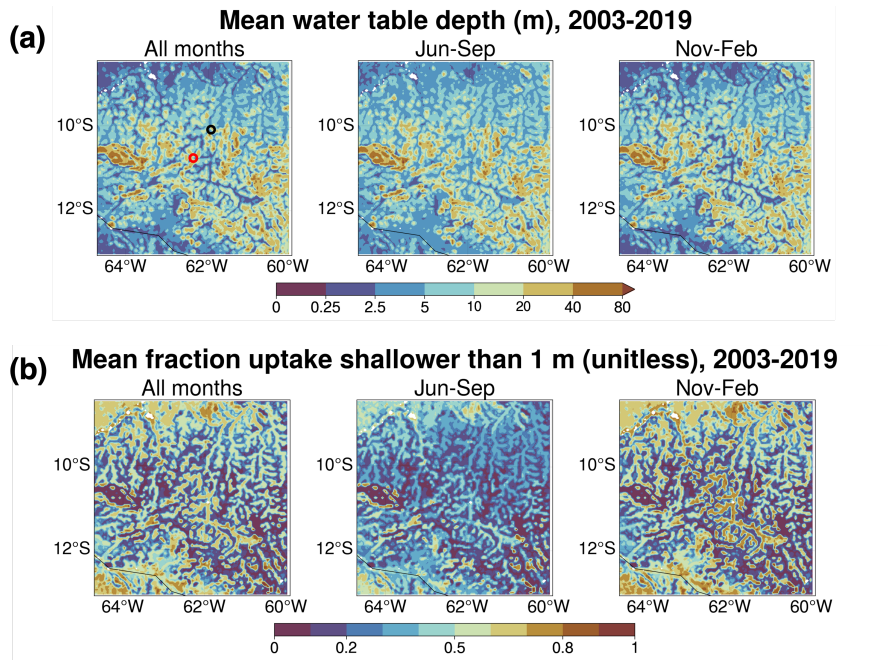 Mean water table depth (m), 2003-2019
(a)
All months Jun-Sep Nov-Feb
10°S 10°S 10°S
12°S 12°S 12°S
64°W 62°W 60°W 64°W 62°W 60°W 64°W 62°W 60°W
0 0.25 2.5 5 10 20 40 80
(b)
Mean fraction uptake shallower than 1 m (unitless), 2003-2019
All months Jun-Sep Nov-Feb
10°S 10°S 10°S
12°S 12°S 12°S
64°W 62°W 60°W 64°W 62°W 60°W 64°W 62°W 60°W
0 0.2 0.5 0.8 1